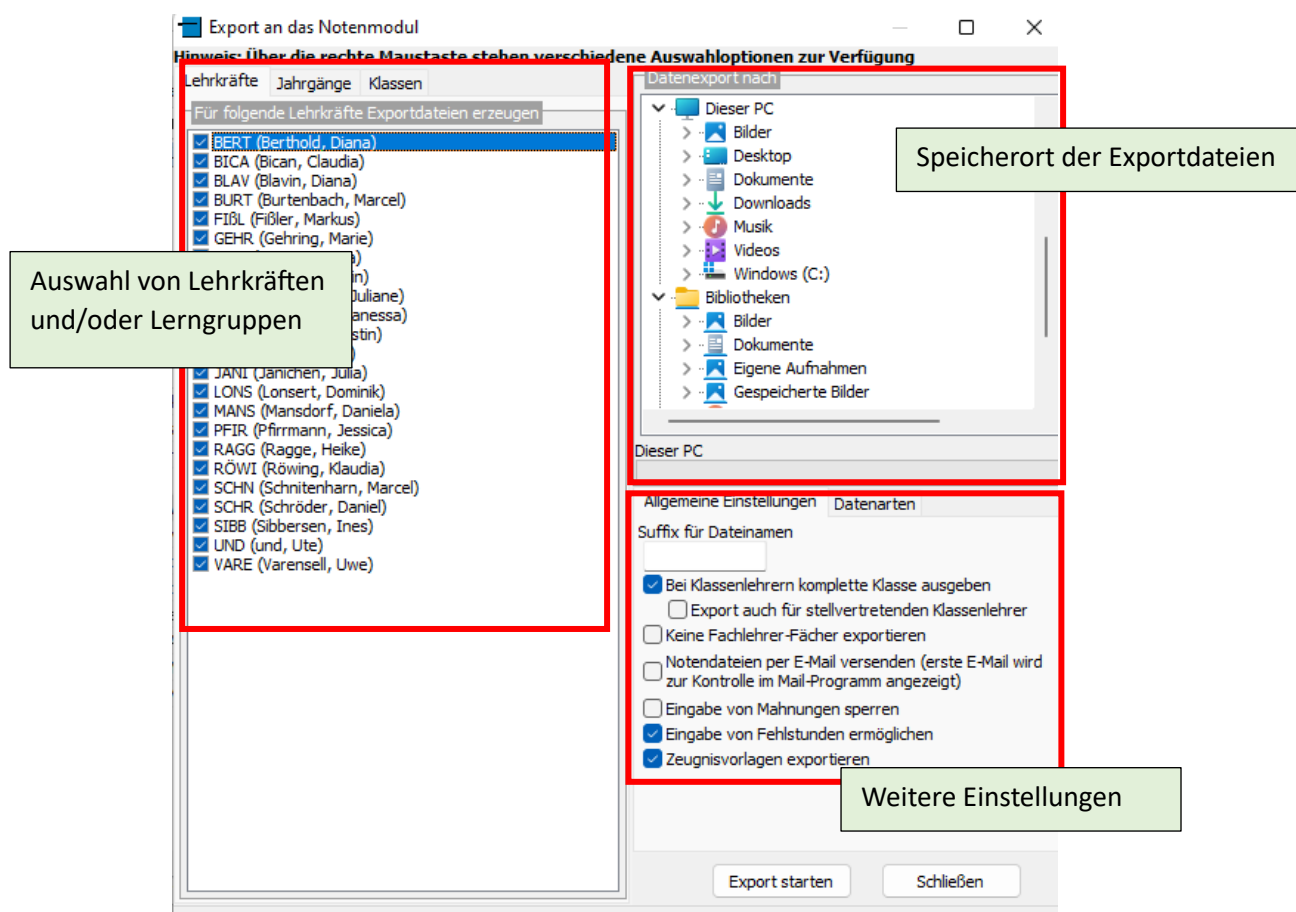 Export an das Notenmodul
Hinweis: Über die rechte Maustaste stehen verschiedene Auswahloptionen zur Verfügung
Lehrkräfte Jahrgänge Klassen
Für folgende Lehrkräfte Exportdateien erzeugen
BERT (Berthold, Diana)
BICA (Bican, Claudia)
BLAV (Blavin, Diana)
BURT (Burtenbach, Marcel)
FIßL (Fißler, Markus)
GEHR (Gehring, Marie)
a)
in)
Juliane)
anessa)
stin)
)
JANI (Janichen, Julia)
LONS (Lonsert, Dominik)
MANS (Mansdorf, Daniela)
PFIR (Pfirrmann, Jessica)
RAGG (Ragge, Heike)
RÖWI (Röwing, Klaudia)
SCHN (Schnitenharn, Marcel)
SCHR (Schröder, Daniel)
SIBB (Sibbersen, Ines)
UND (und, Ute)
VARE (Varensell, Uwe)
Auswahl von Lehrkräften
und/oder Lerngruppen
Datenexport nach
Dieser PC
Bilder
Desktop
Dokumente
Downloads
Musik
Videos
Windows (C:)
Bibliotheken
Bilder
Dokumente
Eigene Aufnahmen
Gespeicherte Bilder
Speicherort der Exportdateien
Dieser PC
Allgemeine Einstellungen Datenarten
Suffix für Dateinamen
Bei Klassenlehrern komplette Klasse ausgeben
Export auch für stellvertretenden Klassenlehrer
Keine Fachlehrer-Fächer exportieren
Notendateien per E-Mail versenden (erste E-Mail wird
zur Kontrolle im Mail-Programm angezeigt)
Eingabe von Mahnungen sperren
Eingabe von Fehlstunden ermöglichen
Zeugnisvorlagen exportieren
Weitere Einstellungen
Export starten Schließen